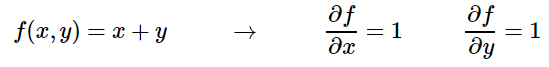 f(x, y) = x + y → ∂f/∂x = 1 ∂f/∂y = 1